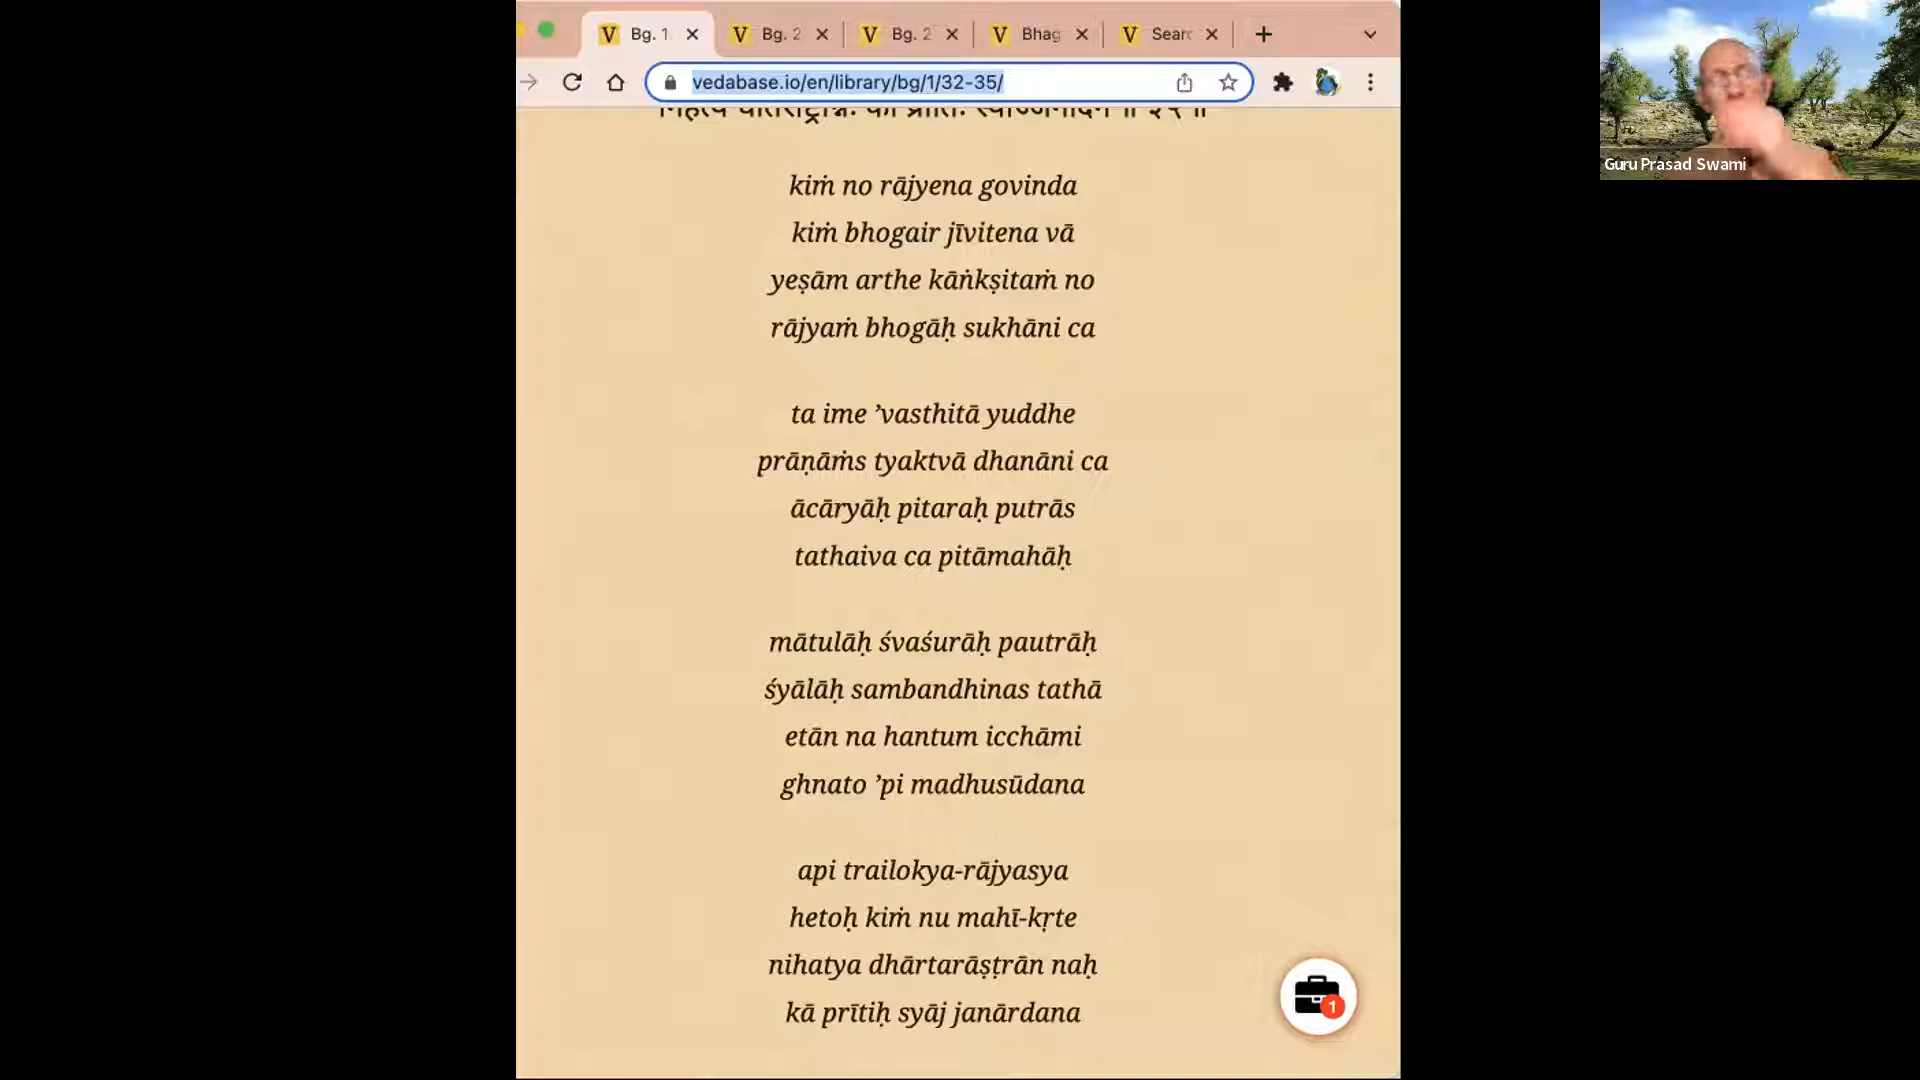 Bg. 1
Bg. 2
Bg. 2
Bhag
Sear
vedabase.io/en/library/bg/1/32-35/
Guru Prasad Swami
kiṁ no rājyena govinda
kiṁ bhogair jīvitena vā
yeṣām arthe kāṅkṣitaṁ no
rājyaṁ bhogāḥ sukhāni ca
ta ime ’vasthitā yuddhe
prāṇāṁs tyaktvā dhanāni ca
ācāryāḥ pitaraḥ putrās
tathaiva ca pitāmahāḥ
mātulāḥ śvaśurāḥ pautrāḥ
śyālāḥ sambandhinas tathā
etān na hantum icchāmi
ghnato ’pi madhusūdana
api trailokya-rājyasya
hetoḥ kiṁ nu mahī-kṛte
nihatya dhārtarāṣṭrān naḥ
kā prītiḥ syāj janārdana
1